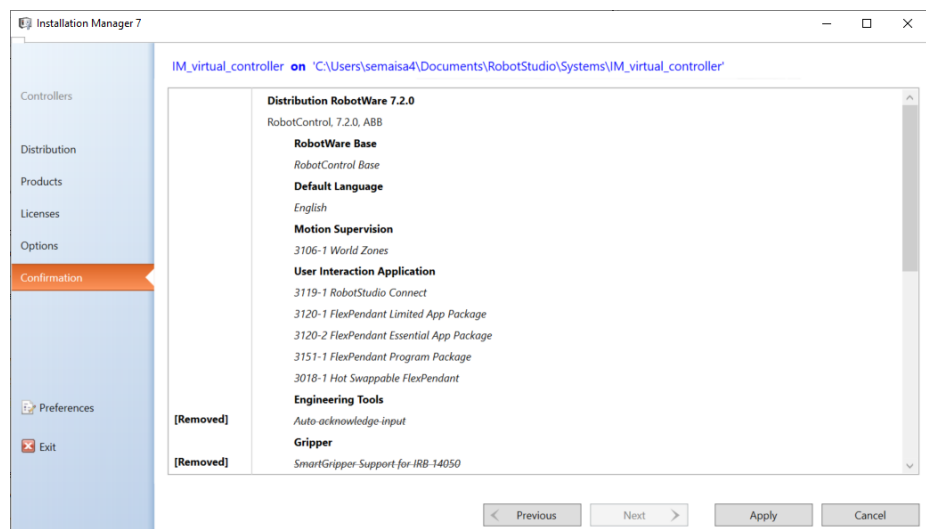 Installation Manager 7
IM_virtual_controller on 'C:\Users\semaisa4\Documents\RobotStudio\Systems\IM_virtual_controller'
Controllers
Distribution
Products
Licenses
Options
Confirmation
Preferences
Exit
Distribution RobotWare 7.2.0
RobotControl, 7.2.0, ABB
RobotWare Base
RobotControl Base
Default Language
English
Motion Supervision
3106-1 World Zones
User Interaction Application
3119-1 RobotStudio Connect
3120-1 FlexPendant Limited App Package
3120-2 FlexPendant Essential App Package
3151-1 FlexPendant Program Package
3018-1 Hot Swappable FlexPendant
Engineering Tools
[Removed] Auto acknowledge input
Gripper
[Removed] SmartGripper Support for IRB 14050
Previous Next Apply Cancel